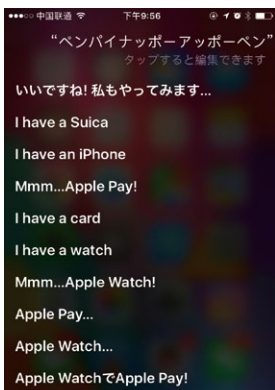 中国联通 下午9:56
“ペンパイナッポーアッポーペン”
タップすると編集できます
いいですね! 私もやってみます...
I have a Suica
I have an iPhone
Mmm...Apple Pay!
I have a card
I have a watch
Mmm...Apple Watch!
Apple Pay...
Apple Watch...
Apple WatchでApple Pay!